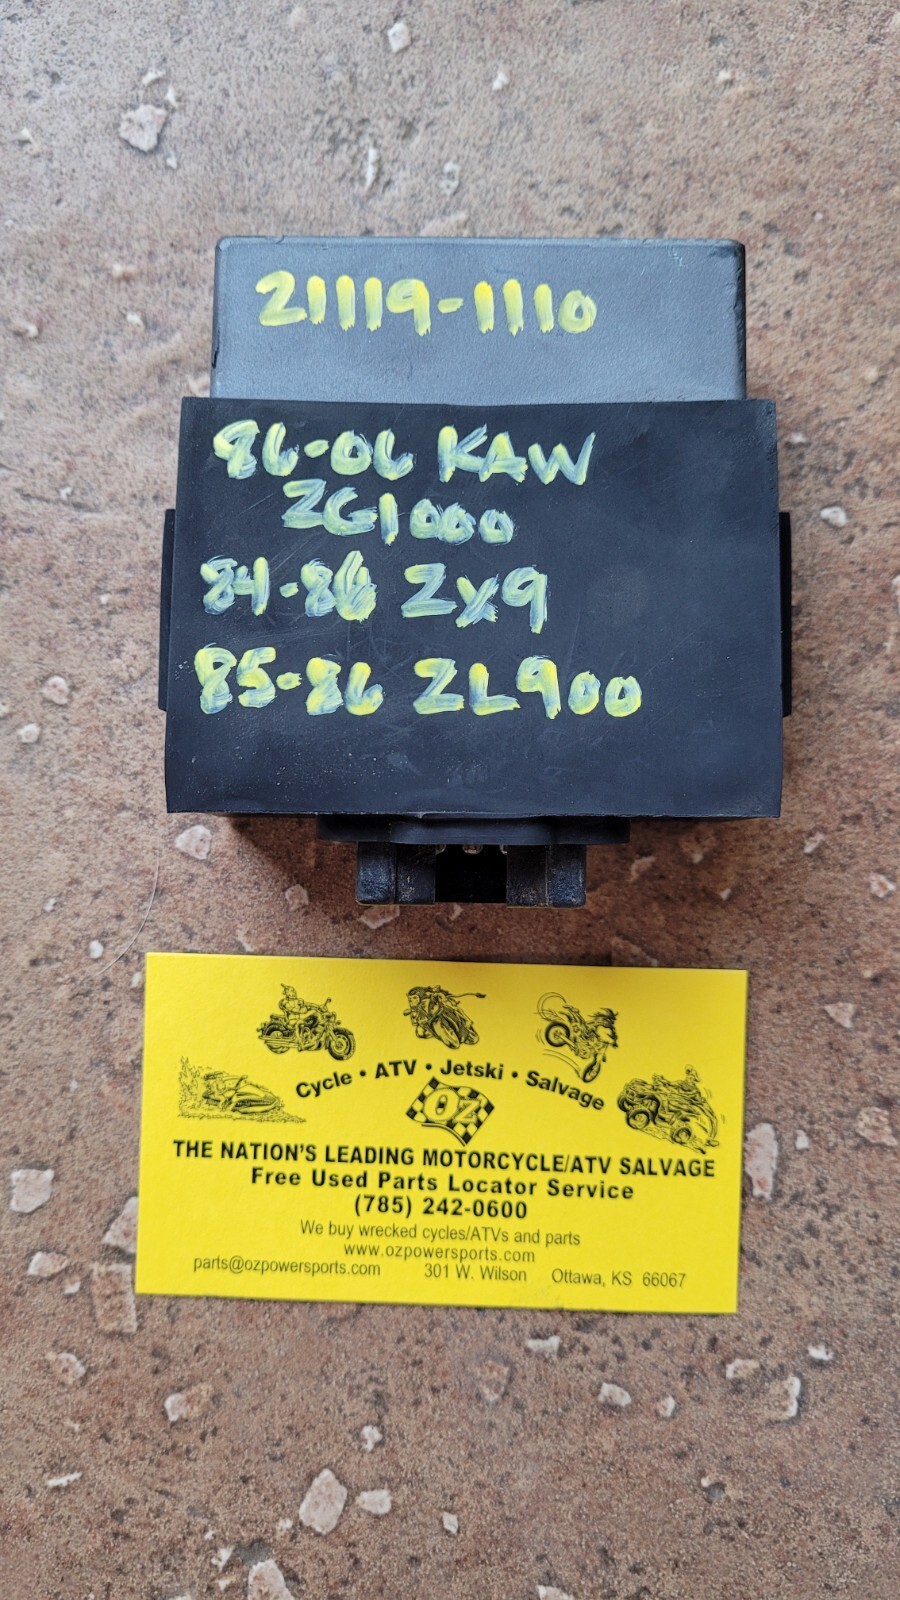 21119-1110
86-06 KAW
ZG1000
84-86 ZX9
85-86 ZL900
Cycle • ATV • Jetski • Salvage
OZ
THE NATION'S LEADING MOTORCYCLE/ATV SALVAGE
Free Used Parts Locator Service
(785) 242-0600
We buy wrecked cycles/ATVs and parts
www.ozpowersports.com
parts@ozpowersports.com 301 W. Wilson Ottawa, KS 66067